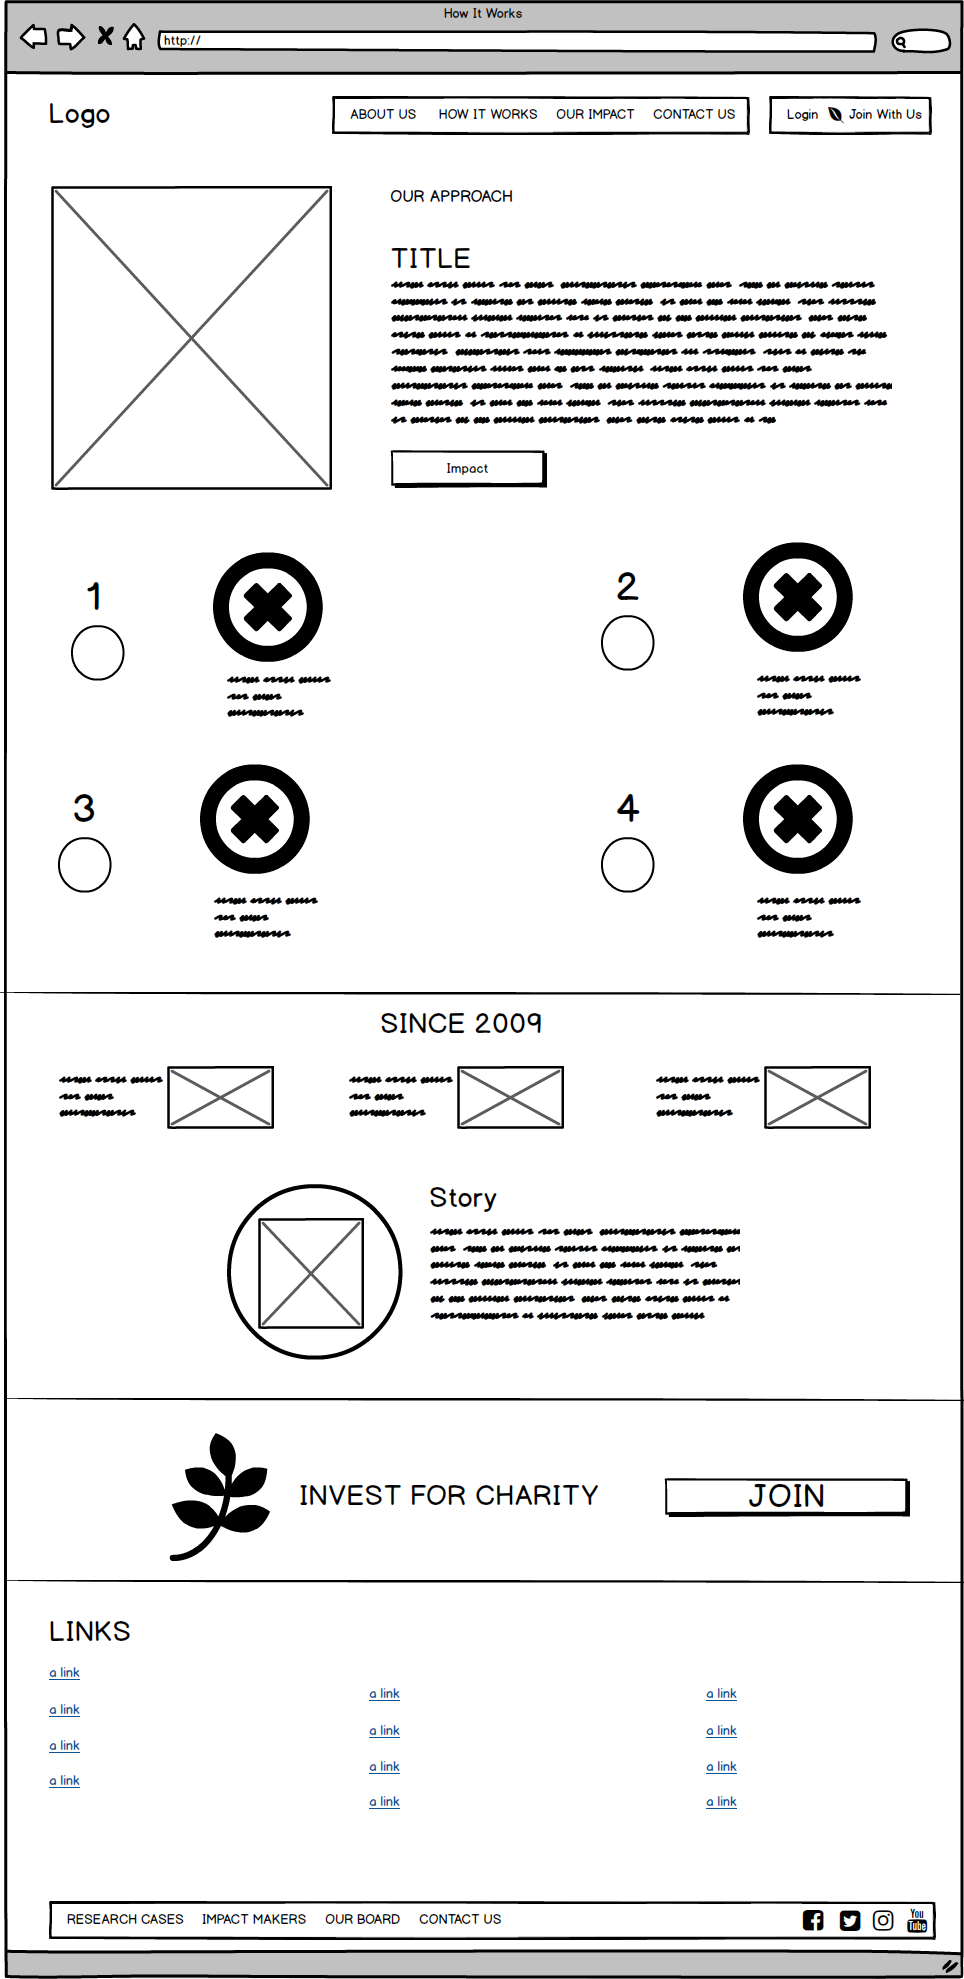 How It Works
http://
Logo
ABOUT US HOW IT WORKS OUR IMPACT CONTACT US
Login Join With Us
OUR APPROACH
TITLE
Impact
1
2
3
4
SINCE 2009
Story
INVEST FOR CHARITY
JOIN
LINKS
a link
a link
a link
a link
a link
a link
a link
a link
a link
a link
a link
a link
RESEARCH CASES IMPACT MAKERS OUR BOARD CONTACT US
You
Tube